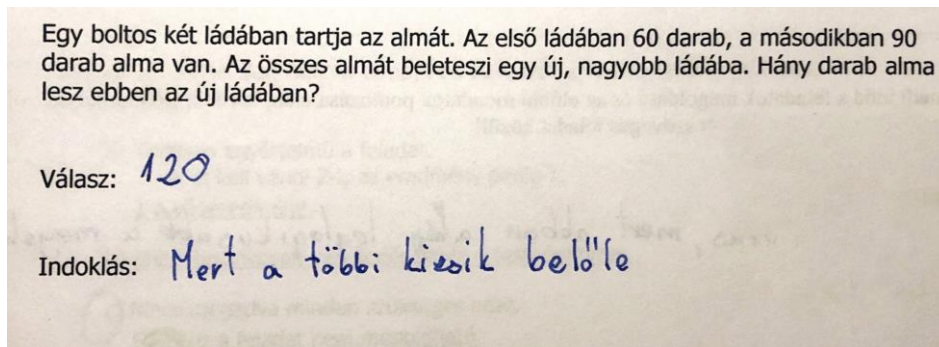 Egy boltos két ládában tartja az almát. Az első ládában 60 darab, a másodikban 90
darab alma van. Az összes almát beleteszi egy új, nagyobb ládába. Hány darab alma
lesz ebben az új ládában?
Válasz: 120
Indoklás: Mert a többi kiesik belőle